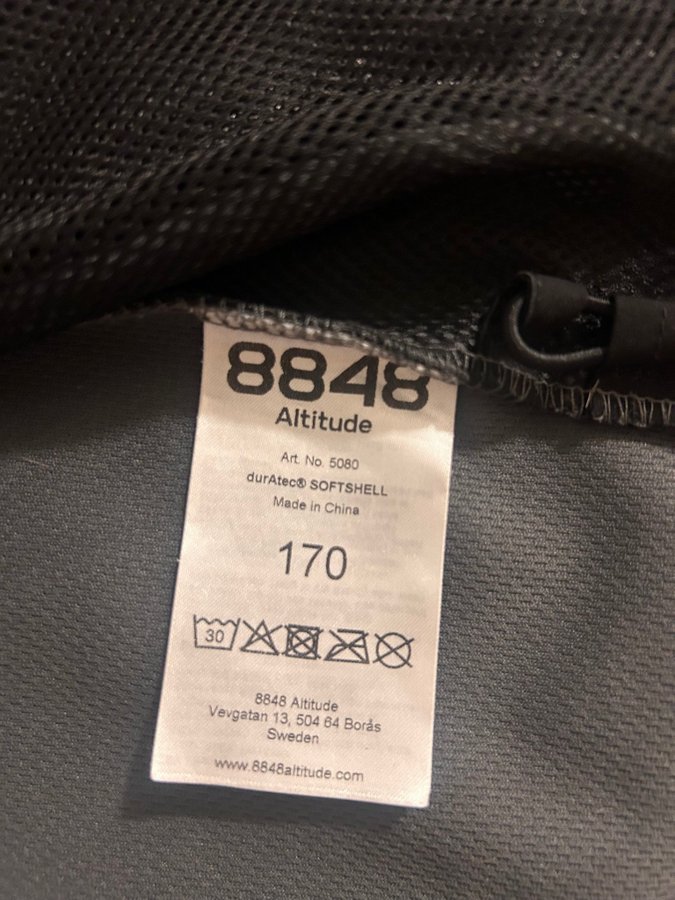 8848
Altitude
Art. No. 5080
durAtec® SOFTSHELL
Made in China
170
30
8848 Altitude
Vevgatan 13, 504 64 Borås
Sweden
www.8848altitude.com